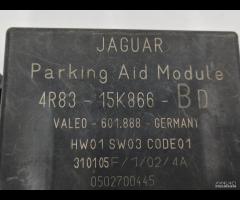 JAGUAR
Parking Aid Module
4R83 - 15K866 - BD
VALEO - 601.888 - GERMANY
HW01 SW03 CODE01
310105F/1/02/4A
0502700445